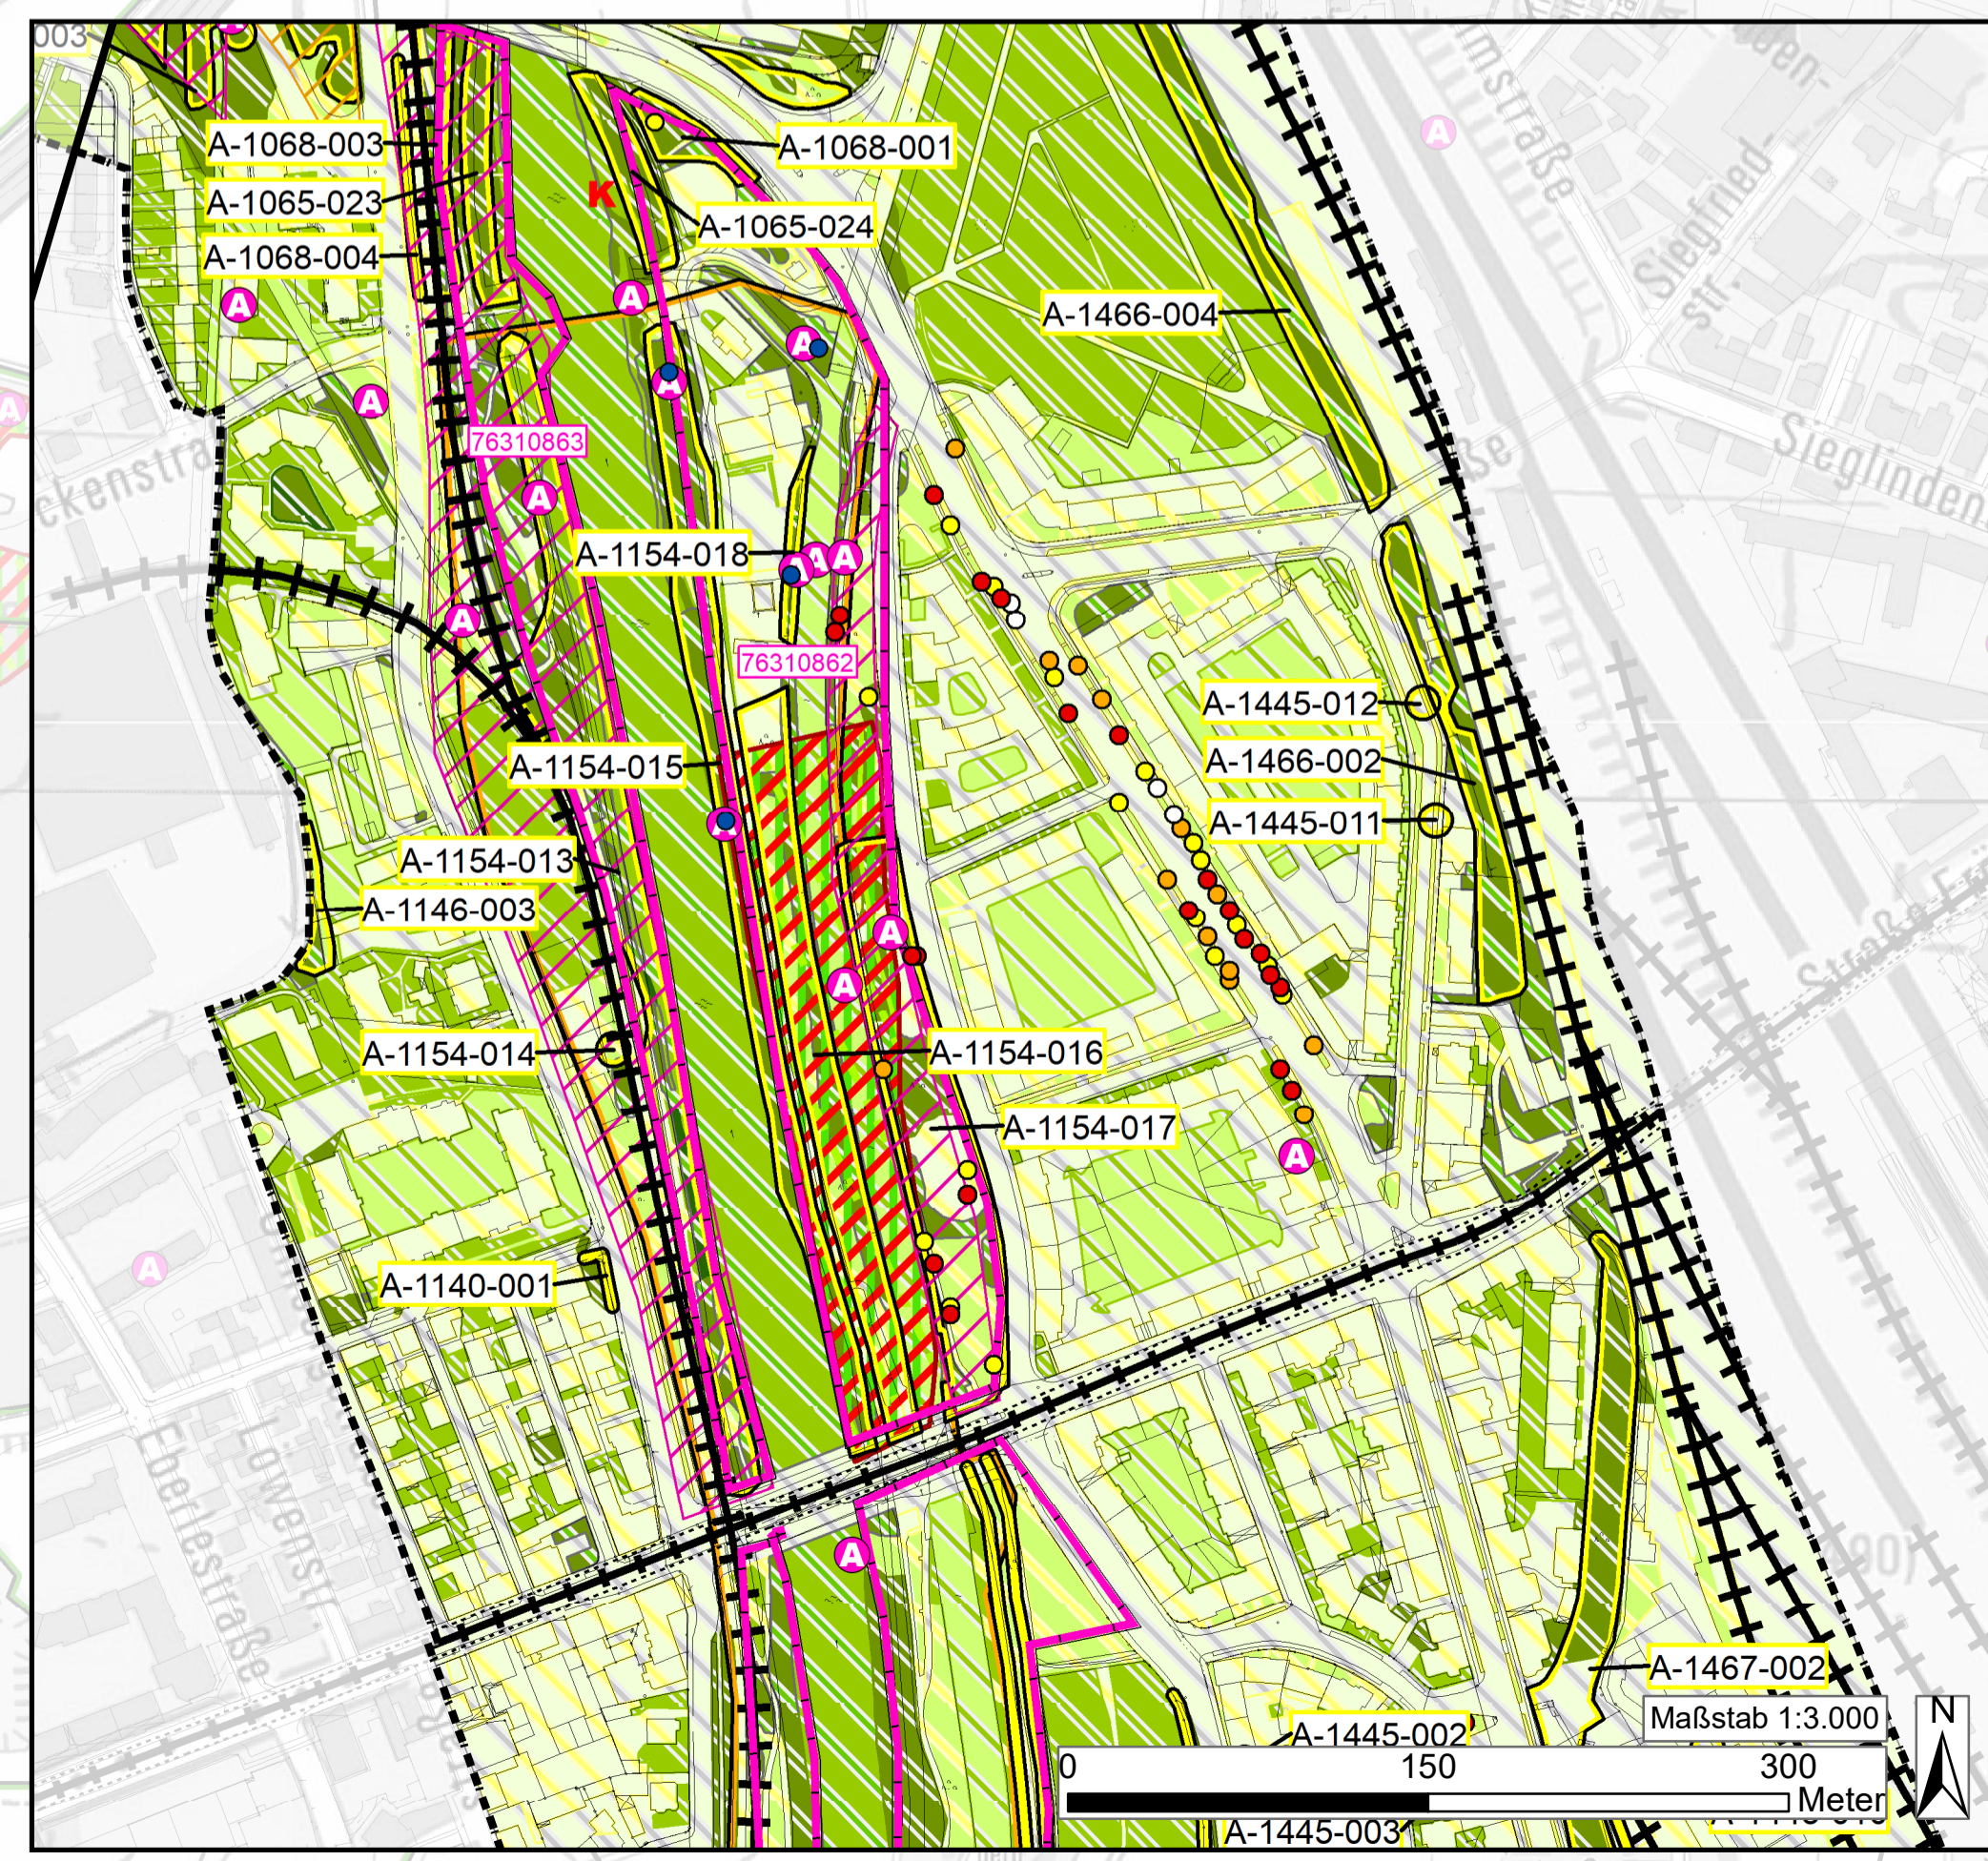 003
A-1068-003
A-1068-001
A-1065-023
K
A-1065-024
A-1068-004
A
A
A-1466-004
A
A
A
76310863
A
A-1154-018
A
A
A
A
76310862
A-1445-012
A-1154-015
A-1466-002
A
A-1445-011
A-1154-013
A-1146-003
A
A
A-1154-014
A-1154-016
A-1154-017
A
A
A-1140-001
A
A-1467-002
Maßstab 1:3.000
N
A-1445-002
0 150 300
Meter
A-1445-003
Siegfried-
str.
Straße
Eberlestraße
Löwenstr.
A
A